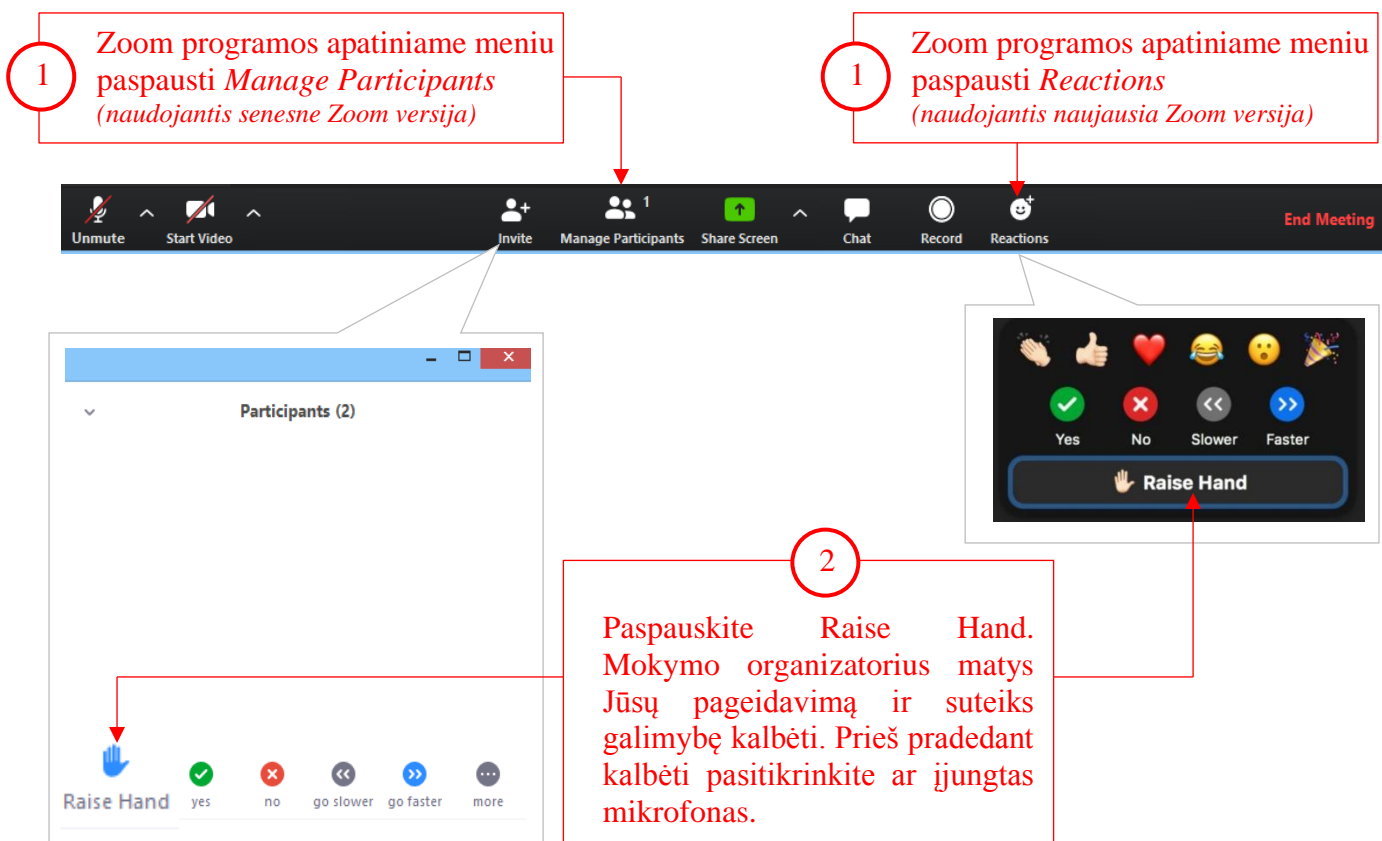 1
Zoom programos apatiniame meniu
paspausti Manage Participants
(naudojantis senesne Zoom versija)
1
Zoom programos apatiniame meniu
paspausti Reactions
(naudojantis naujausia Zoom versija)
Unmute
Start Video
Invite
1
Manage Participants
Share Screen
Chat
Record
Reactions
End Meeting
Participants (2)
Yes
No
Slower
Faster
Raise Hand
2
Paspauskite Raise Hand.
Mokymo organizatorius matys
Jūsų pageidavimą ir suteiks
galimybę kalbėti. Prieš pradedant
kalbėti pasitikrinkite ar įjungtas
mikrofonas.
Raise Hand
yes
no
go slower
go faster
more